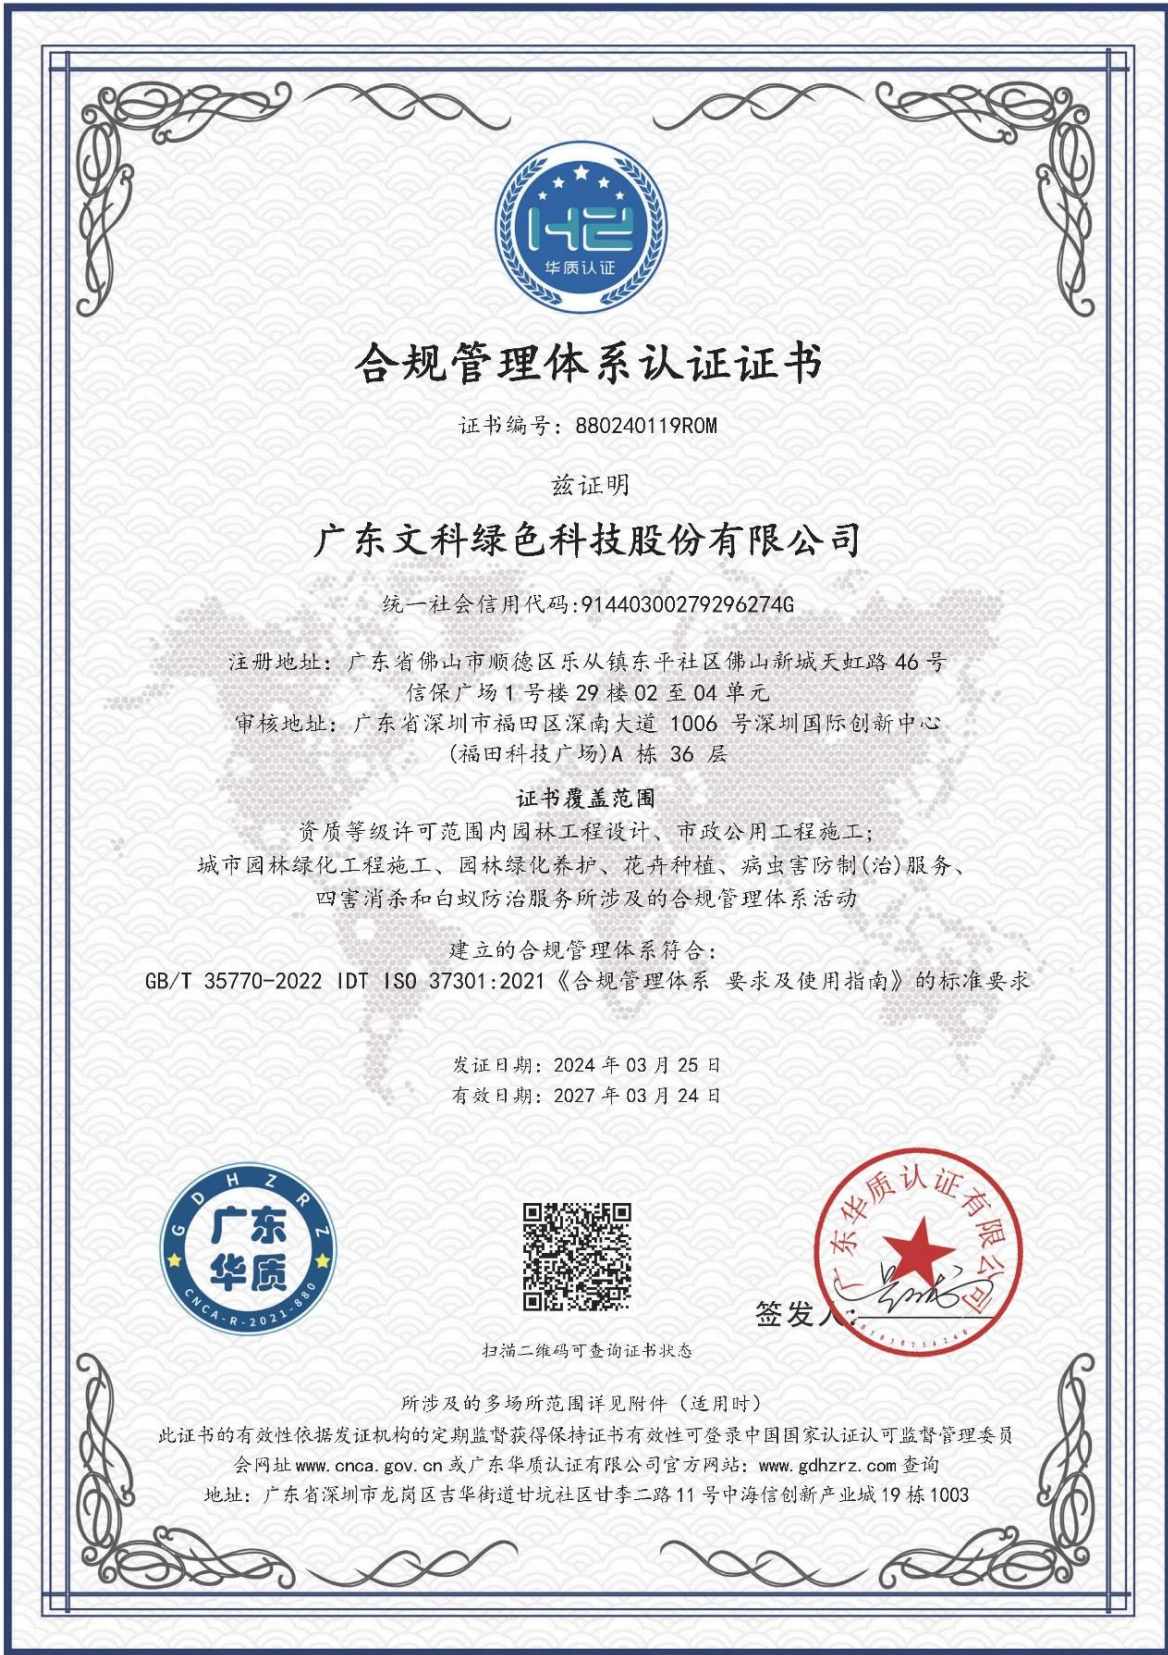 HZ
华质认证
合规管理体系认证证书
证书编号：880240119ROM
兹证明
广东文科绿色科技股份有限公司
统一社会信用代码:91440300279296274G
注册地址：广东省佛山市顺德区乐从镇东平社区佛山新城天虹路 46 号
信保广场 1 号楼 29 楼 02 至 04 单元
审核地址：广东省深圳市福田区深南大道 1006 号深圳国际创新中心
(福田科技广场)A 栋 36 层
证书覆盖范围
资质等级许可范围内园林工程设计、市政公用工程施工；
城市园林绿化工程施工、园林绿化养护、花卉种植、病虫害防制(治)服务、
四害消杀和白蚁防治服务所涉及的合规管理体系活动
建立的合规管理体系符合：
GB/T 35770-2022 IDT ISO 37301:2021《合规管理体系 要求及使用指南》的标准要求
发证日期：2024 年 03 月 25 日
有效日期：2027 年 03 月 24 日
GDHZRZ
广东
华质
CNCA-R-2021-880
广东华质认证有限公司
签发人：
扫描二维码可查询证书状态
所涉及的多场所范围详见附件（适用时）
此证书的有效性依据发证机构的定期监督获得保持证书有效性可登录中国国家认证认可监督管理委员
会网址 www.cnca.gov.cn 或广东华质认证有限公司官方网站：www.gdhzrz.com 查询
地址：广东省深圳市龙岗区吉华街道甘坑社区甘李二路 11 号中海信创新产业城 19 栋 1003